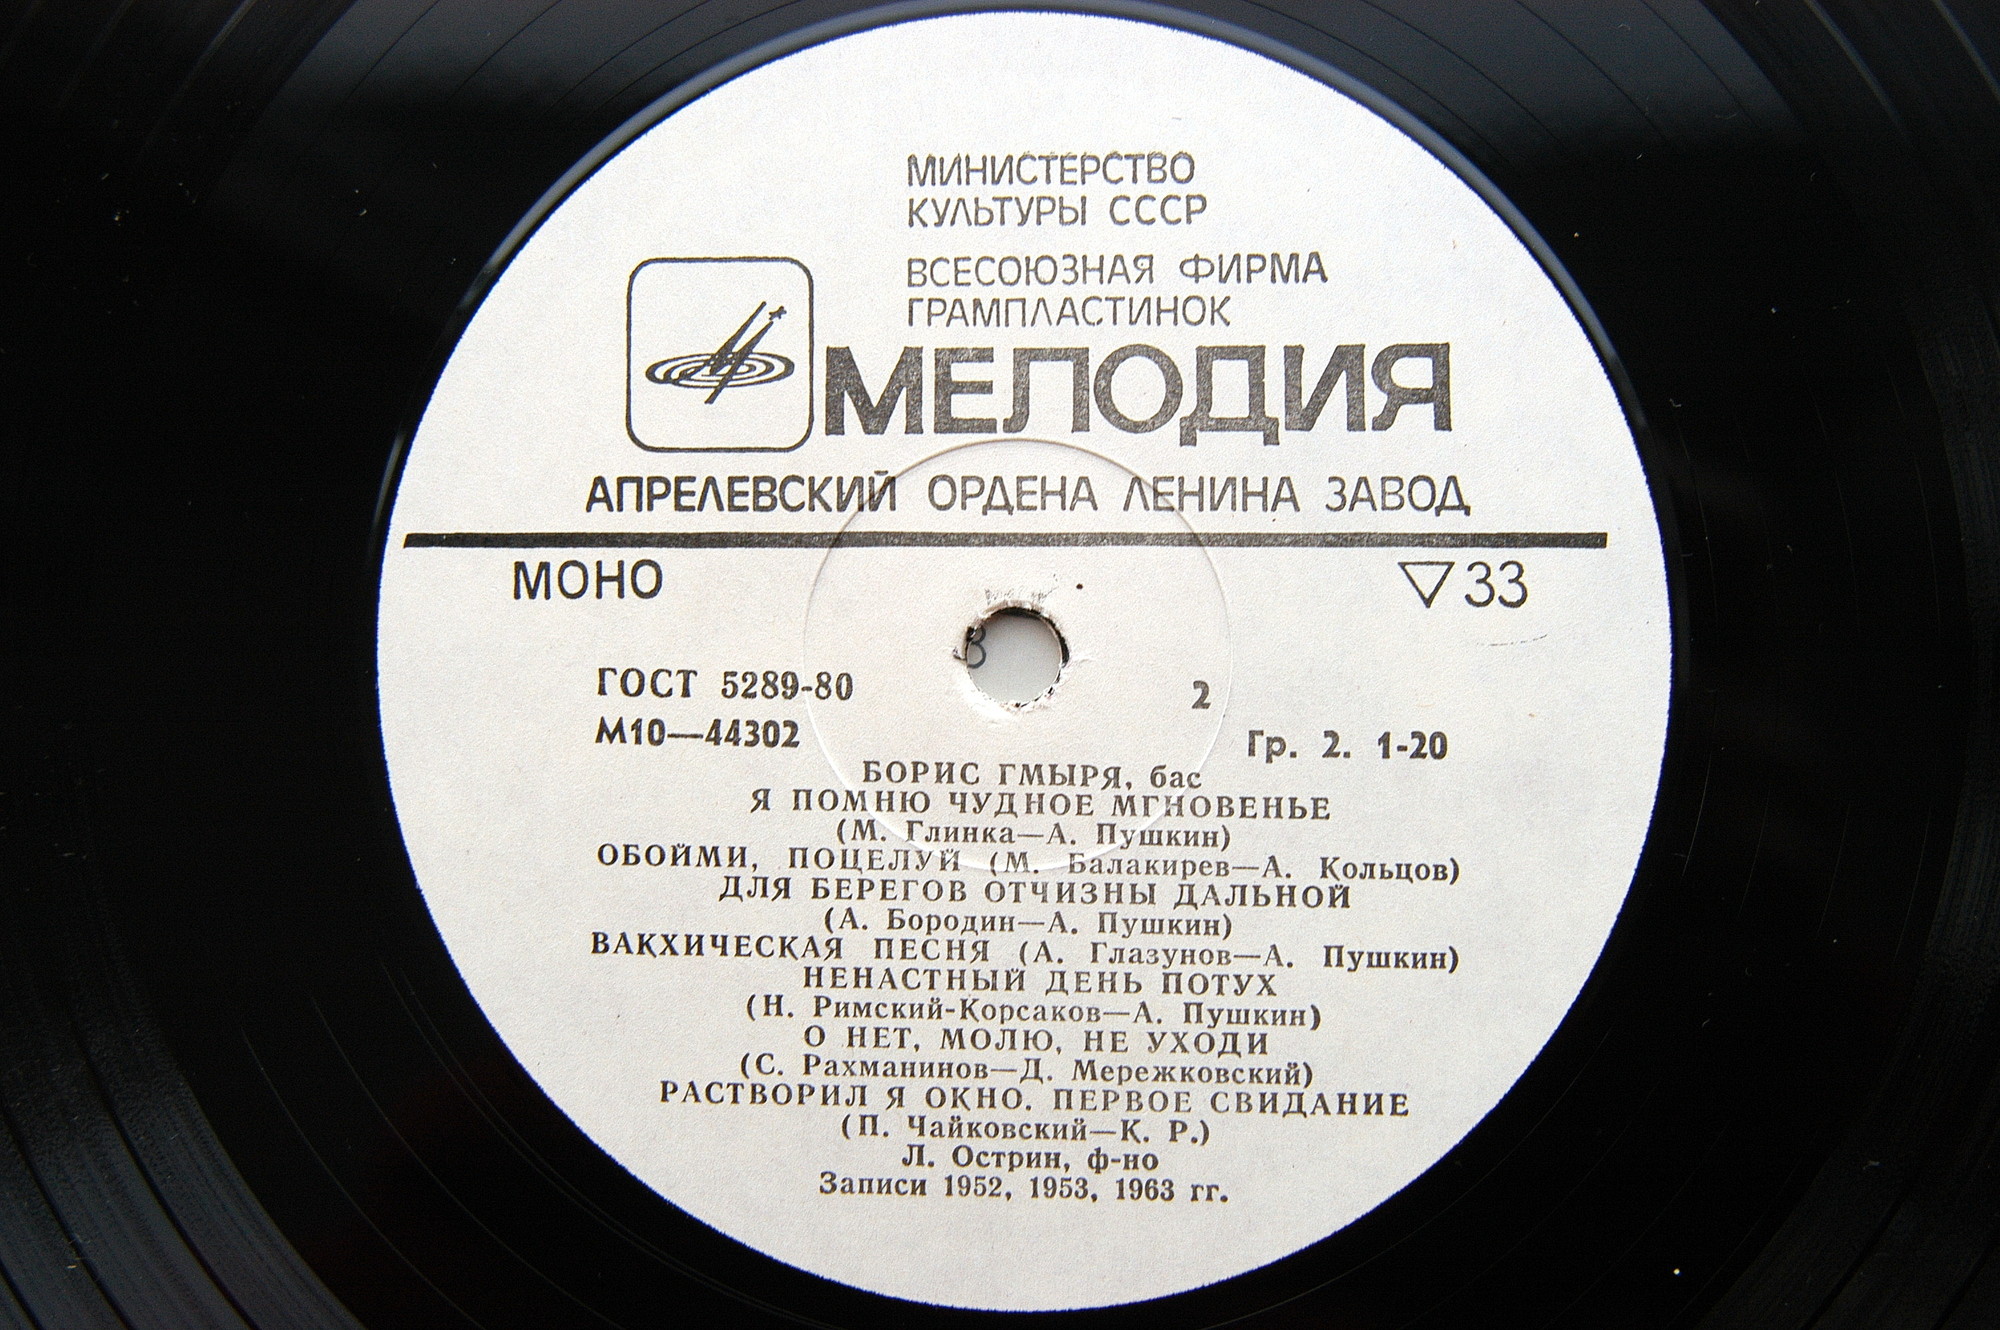 МИНИСТЕРСТВО
КУЛЬТУРЫ СССР
ВСЕСОЮЗНАЯ ФИРМА
ГРАМПЛАСТИНОК
МЕЛОДИЯ
АПРЕЛЕВСКИЙ ОРДЕНА ЛЕНИНА ЗАВОД
МОНО ▽33
ГОСТ 5289-80 2
М10—44302 Гр. 2. 1-20
БОРИС ГМЫРЯ, бас
Я ПОМНЮ ЧУДНОЕ МГНОВЕНЬЕ
(М. Глинка—А. Пушкин)
ОБОЙМИ, ПОЦЕЛУЙ (М. Балакирев—А. Кольцов)
ДЛЯ БЕРЕГОВ ОТЧИЗНЫ ДАЛЬНОЙ
(А. Бородин—А. Пушкин)
ВАКХИЧЕСКАЯ ПЕСНЯ (А. Глазунов—А. Пушкин)
НЕНАСТНЫЙ ДЕНЬ ПОТУХ
(Н. Римский-Корсаков—А. Пушкин)
О НЕТ, МОЛЮ, НЕ УХОДИ
(С. Рахманинов—Д. Мережковский)
РАСТВОРИЛ Я ОКНО. ПЕРВОЕ СВИДАНИЕ
(П. Чайковский—К. Р.)
Л. Острин, ф-но
Записи 1952, 1953, 1963 гг.